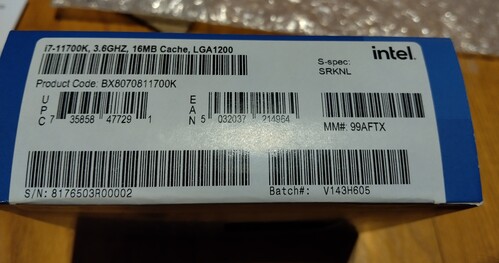 i7-11700K, 3.6GHZ, 16MB Cache, LGA1200
intel.
S-spec:
SRKNL
Product Code: BX8070811700K
UPC
7 35858 47729 1
EAN
5 032037 214964
MM#: 99AFTX
S/N: 8176503R00002
Batch#: V143H605